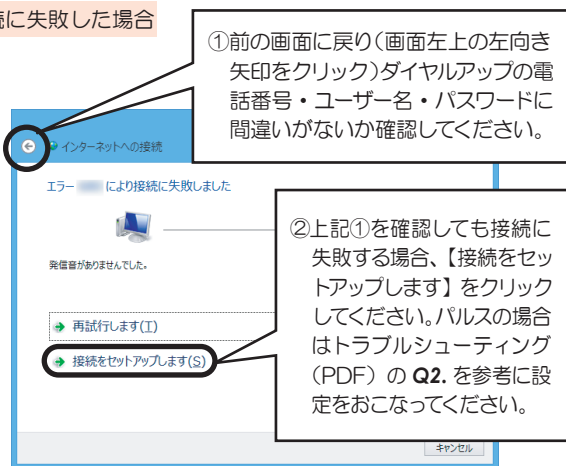 続に失敗した場合
①前の画面に戻り(画面左上の左向き
矢印をクリック)ダイヤルアップの電
話番号・ユーザー名・パスワードに
間違いがないか確認してください。
インターネットへの接続
エラー により接続に失敗しました
発信音がありませんでした。
②上記①を確認しても接続に
失敗する場合、【接続をセッ
トアップします】をクリック
してください。パルスの場合
はトラブルシューティング
(PDF)の Q2. を参考に設
定をおこなってください。
再試行します(T)
接続をセットアップします(S)
キャンセル